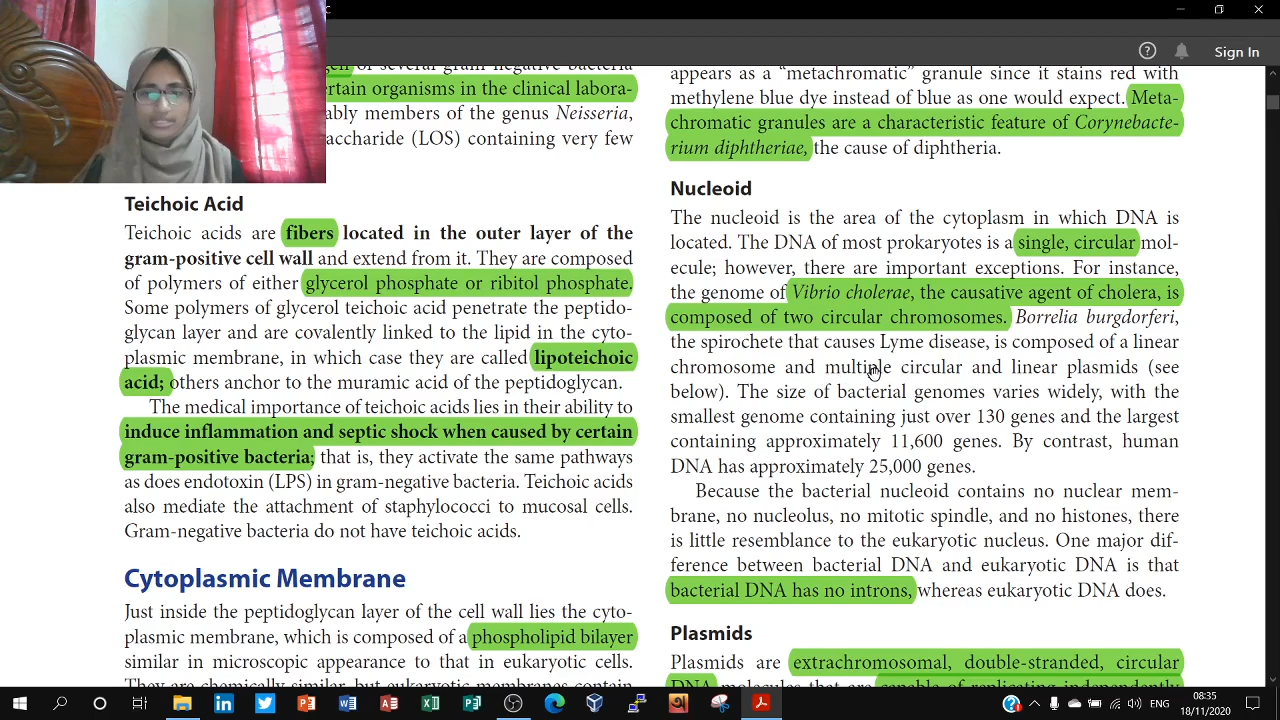 Sign In
of several gram-negative bacteria
ertain organisms in the clinical labora-
ably members of the genus Neisseria,
accharide (LOS) containing very few
Teichoic Acid
Teichoic acids are fibers located in the outer layer of the
gram-positive cell wall and extend from it. They are composed
of polymers of either glycerol phosphate or ribitol phosphate.
Some polymers of glycerol teichoic acid penetrate the peptido-
glycan layer and are covalently linked to the lipid in the cyto-
plasmic membrane, in which case they are called lipoteichoic
acid; others anchor to the muramic acid of the peptidoglycan.
The medical importance of teichoic acids lies in their ability to
induce inflammation and septic shock when caused by certain
gram-positive bacteria; that is, they activate the same pathways
as does endotoxin (LPS) in gram-negative bacteria. Teichoic acids
also mediate the attachment of staphylococci to mucosal cells.
Gram-negative bacteria do not have teichoic acids.
Cytoplasmic Membrane
Just inside the peptidoglycan layer of the cell wall lies the cyto-
plasmic membrane, which is composed of a phospholipid bilayer
similar in microscopic appearance to that in eukaryotic cells.
They are chemically similar, but eukaryotic membranes contain
appears as a “metachromatic” granule since it stains red with
methylene blue dye instead of blue as one would expect. Meta-
chromatic granules are a characteristic feature of Corynebacte-
rium diphtheriae, the cause of diphtheria.
Nucleoid
The nucleoid is the area of the cytoplasm in which DNA is
located. The DNA of most prokaryotes is a single, circular mol-
ecule; however, there are important exceptions. For instance,
the genome of Vibrio cholerae, the causative agent of cholera, is
composed of two circular chromosomes. Borrelia burgdorferi,
the spirochete that causes Lyme disease, is composed of a linear
chromosome and multiple circular and linear plasmids (see
below). The size of bacterial genomes varies widely, with the
smallest genome containing just over 130 genes and the largest
containing approximately 11,600 genes. By contrast, human
DNA has approximately 25,000 genes.
Because the bacterial nucleoid contains no nuclear mem-
brane, no nucleolus, no mitotic spindle, and no histones, there
is little resemblance to the eukaryotic nucleus. One major dif-
ference between bacterial DNA and eukaryotic DNA is that
bacterial DNA has no introns, whereas eukaryotic DNA does.
Plasmids
Plasmids are extrachromosomal, double-stranded, circular
DNA molecules that are capable of replicating independently
ENG
08:35
18/11/2020